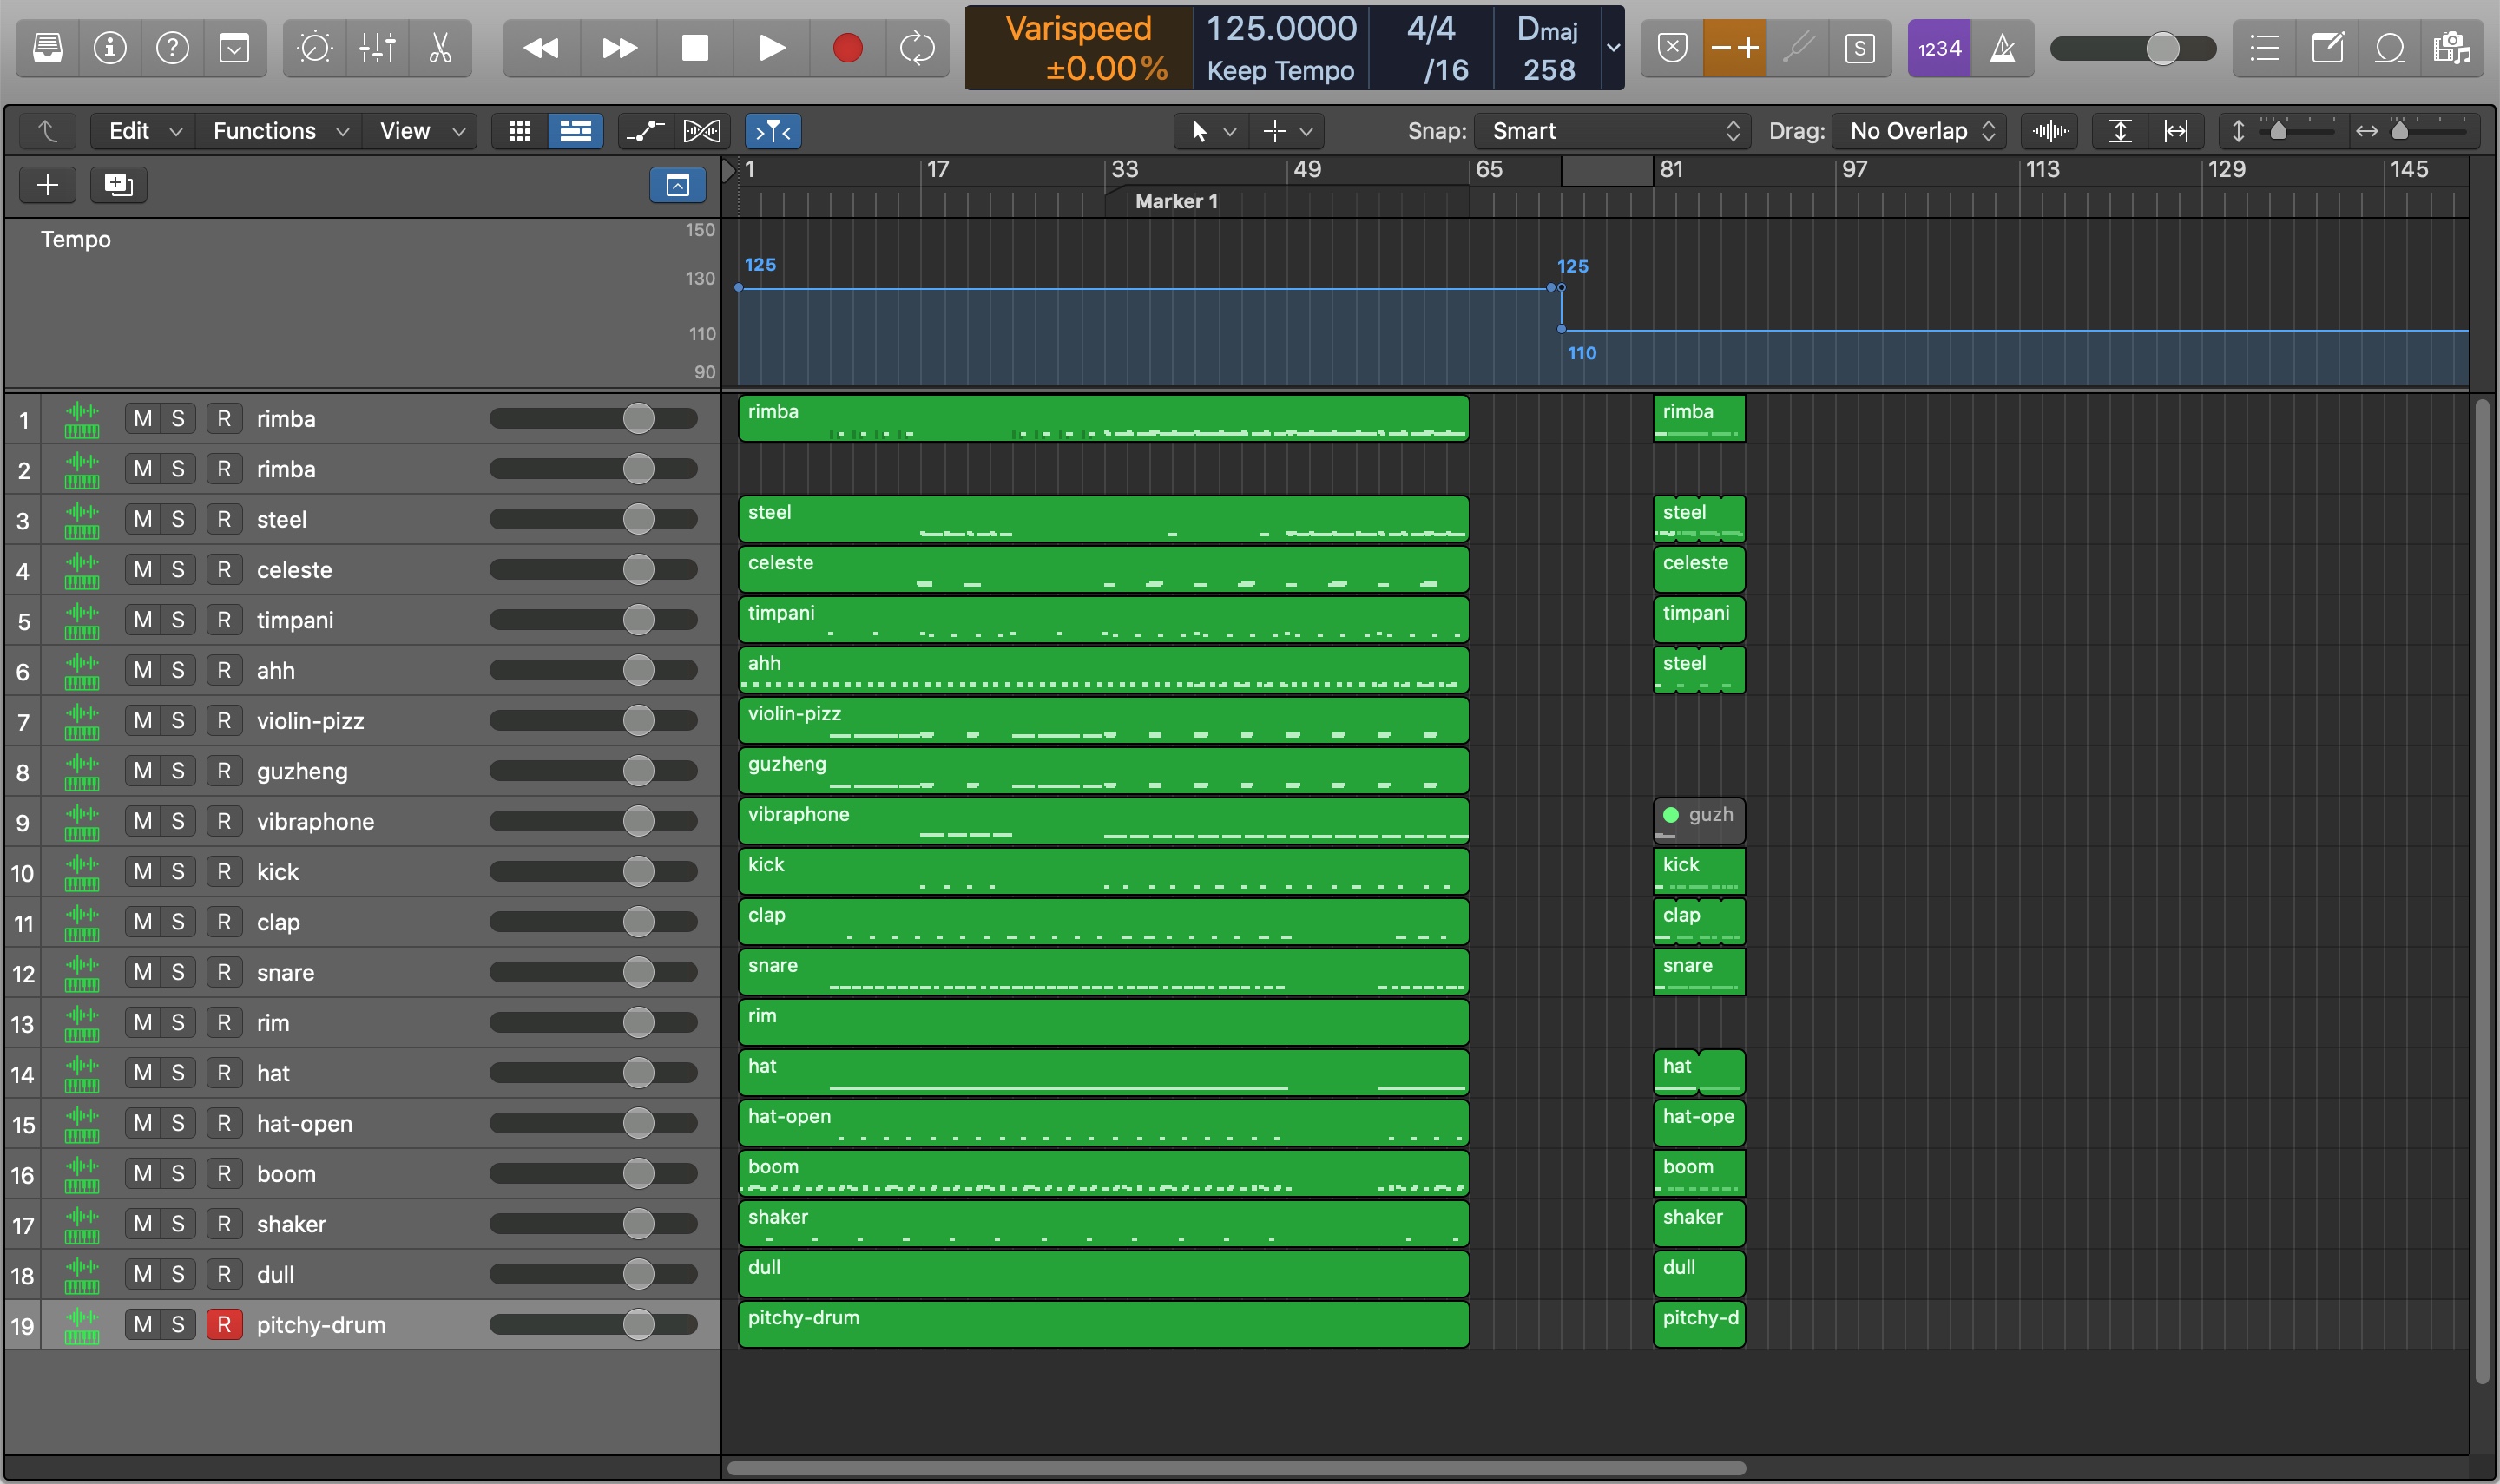 Varispeed 125.0000 4/4 Dmaj
±0.00% Keep Tempo /16 258
S 1234
Edit Functions View Snap: Smart Drag: No Overlap
1 17 33 49 65 81 97 113 129 145
Marker 1
Tempo 150
130
110
90
125 125
110
1 M S R rimba rimba rimba
2 M S R rimba
3 M S R steel steel steel
4 M S R celeste celeste celeste
5 M S R timpani timpani timpani
6 M S R ahh ahh steel
7 M S R violin-pizz violin-pizz
8 M S R guzheng guzheng
9 M S R vibraphone vibraphone guzh
10 M S R kick kick kick
11 M S R clap clap clap
12 M S R snare snare snare
13 M S R rim rim
14 M S R hat hat hat
15 M S R hat-open hat-open hat-ope
16 M S R boom boom boom
17 M S R shaker shaker shaker
18 M S R dull dull dull
19 M S R pitchy-drum pitchy-drum pitchy-d